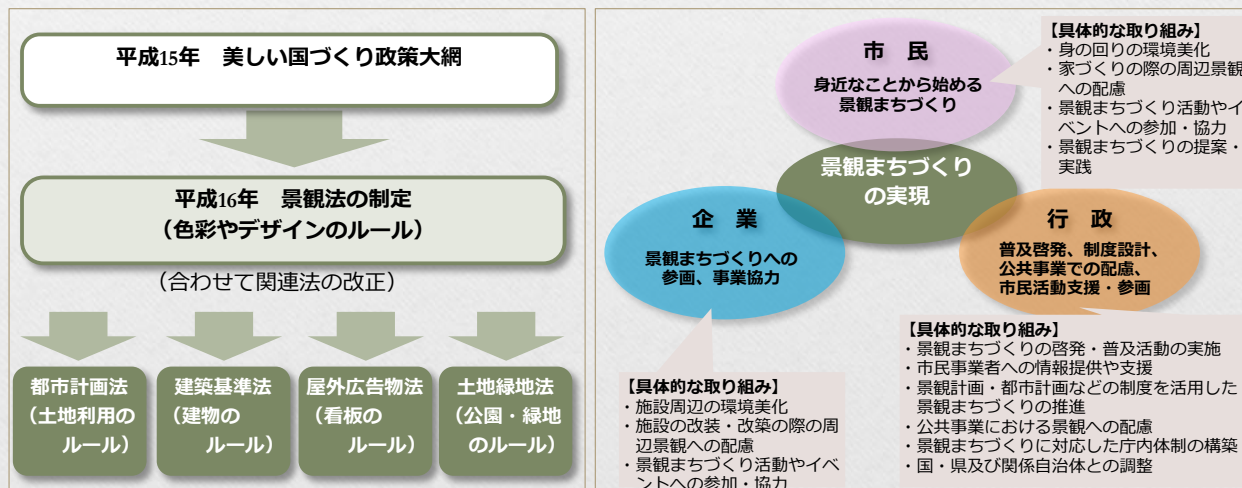 平成15年　美しい国づくり政策大綱
平成16年　景観法の制定
（色彩やデザインのルール）
（合わせて関連法の改正）
都市計画法
（土地利用の
ルール）
建築基準法
（建物の
ルール）
屋外広告物法
（看板の
ルール）
土地緑地法
（公園・緑地
のルール）
市　民
身近なことから始める
景観まちづくり
【具体的な取り組み】
・身の回りの環境美化
・家づくりの際の周辺景観
への配慮
・景観まちづくり活動やイ
ベントへの参加・協力
・景観まちづくりの提案・
実践
景観まちづくり
の実現
企　業
景観まちづくりへの
参画、事業協力
行　政
普及啓発、制度設計、
公共事業での配慮、
市民活動支援・参画
【具体的な取り組み】
・施設周辺の環境美化
・施設の改装・改築の際の周
辺景観への配慮
・景観まちづくり活動やイベ
ントへの参加・協力
【具体的な取り組み】
・景観まちづくりの啓発・普及活動の実施
・市民事業者への情報提供や支援
・景観計画・都市計画などの制度を活用した
景観まちづくりの推進
・公共事業における景観への配慮
・景観まちづくりに対応した庁内体制の構築
・国・県及び関係自治体との調整